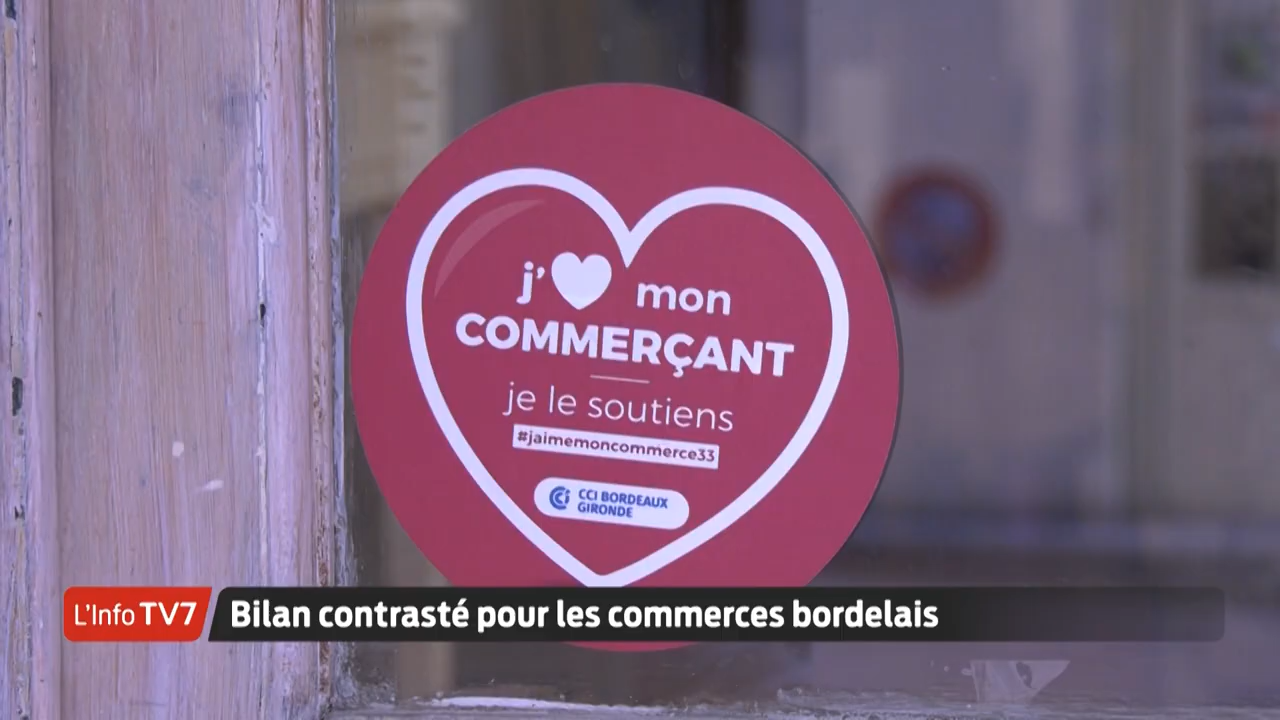 j'♥ mon
COMMERÇANT
je le soutiens
#jaimemoncommerce33
CCI BORDEAUX
GIRONDE
L'Info TV7
Bilan contrasté pour les commerces bordelais